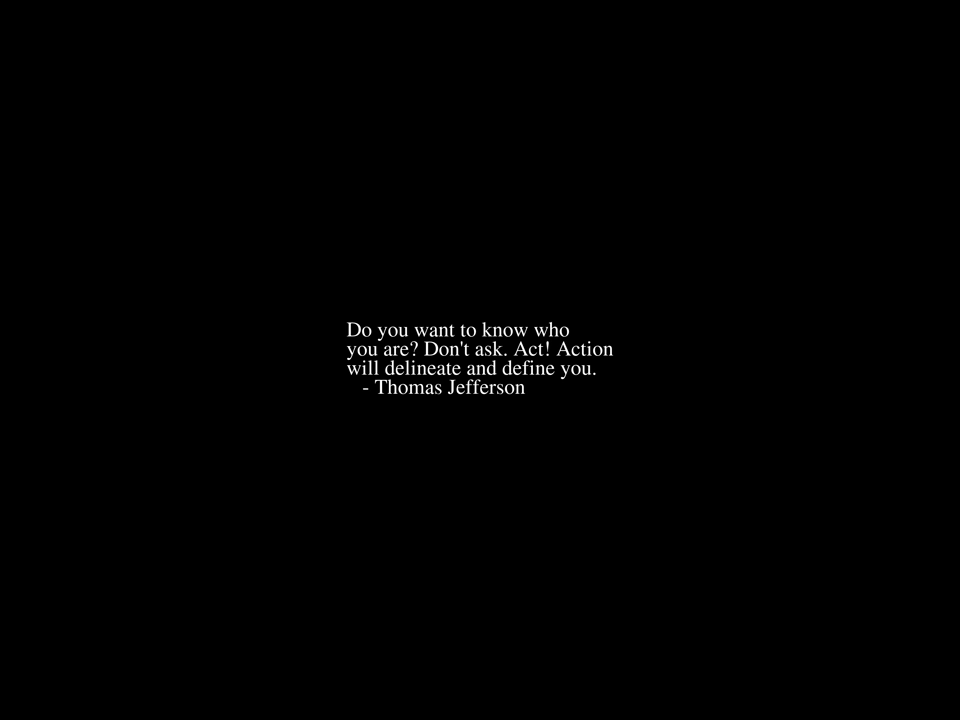 Do you want to know who
you are? Don't ask. Act! Action
will delineate and define you.
- Thomas Jefferson